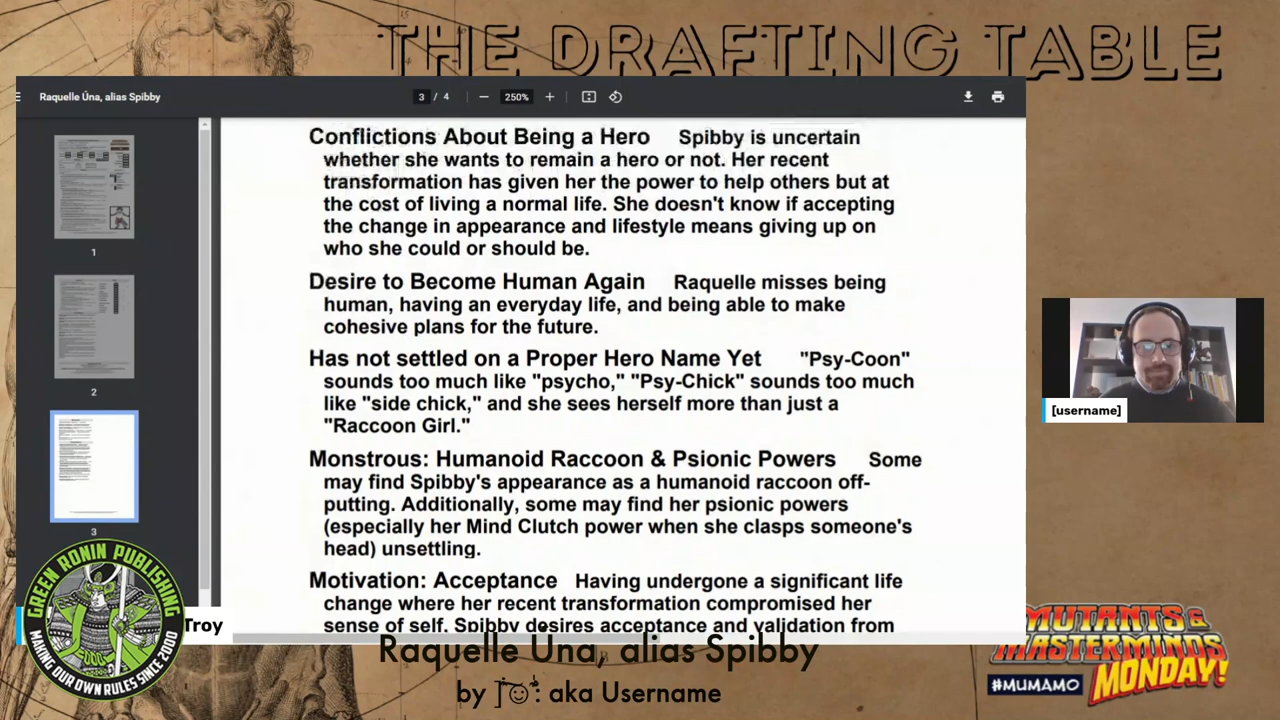 THE DRAFTING TABLE
Raquelle Úna, alias Spibby
3 / 4
250%
Conflictions About Being a Hero Spibby is uncertain
whether she wants to remain a hero or not. Her recent
transformation has given her the power to help others but at
the cost of living a normal life. She doesn't know if accepting
the change in appearance and lifestyle means giving up on
who she could or should be.
Desire to Become Human Again Raquelle misses being
human, having an everyday life, and being able to make
cohesive plans for the future.
Has not settled on a Proper Hero Name Yet "Psy-Coon"
sounds too much like "psycho," "Psy-Chick" sounds too much
like "side chick," and she sees herself more than just a
"Raccoon Girl."
Monstrous: Humanoid Raccoon & Psionic Powers Some
may find Spibby's appearance as a humanoid raccoon off-
putting. Additionally, some may find her psionic powers
(especially her Mind Clutch power when she clasps someone's
head) unsettling.
Motivation: Acceptance Having undergone a significant life
change where her recent transformation compromised her
sense of self, Spibby desires acceptance and validation from
1
2
3
[username]
GREEN RONIN PUBLISHING
MAKING OUR OWN RULES SINCE 2000
Troy
Raquelle Úna, alias Spibby
by aka Username
MUTANTS &
MASTERMINDS
MONDAY!
#MUMAMO